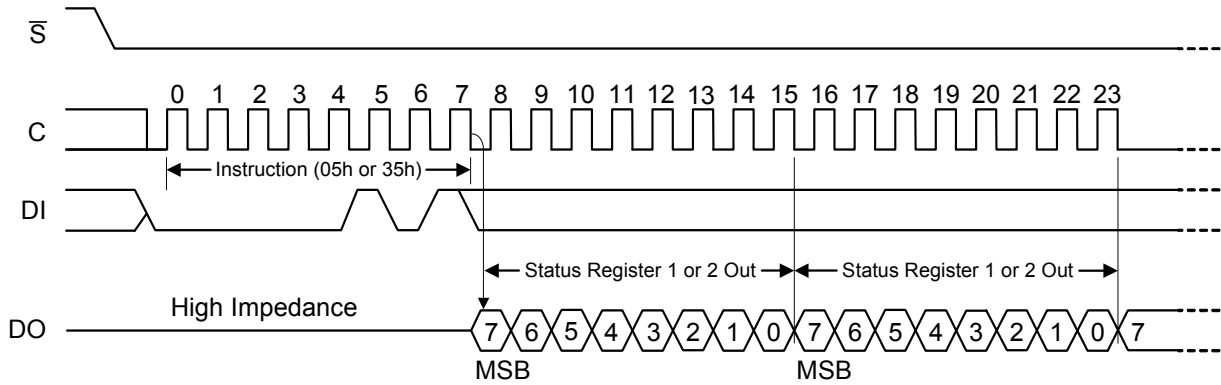 S
0 1 2 3 4 5 6 7 8 9 10 11 12 13 14 15 16 17 18 19 20 21 22 23
C
Instruction (05h or 35h)
DI
Status Register 1 or 2 Out Status Register 1 or 2 Out
High Impedance
DO 7 6 5 4 3 2 1 0 7 6 5 4 3 2 1 0 7
MSB MSB